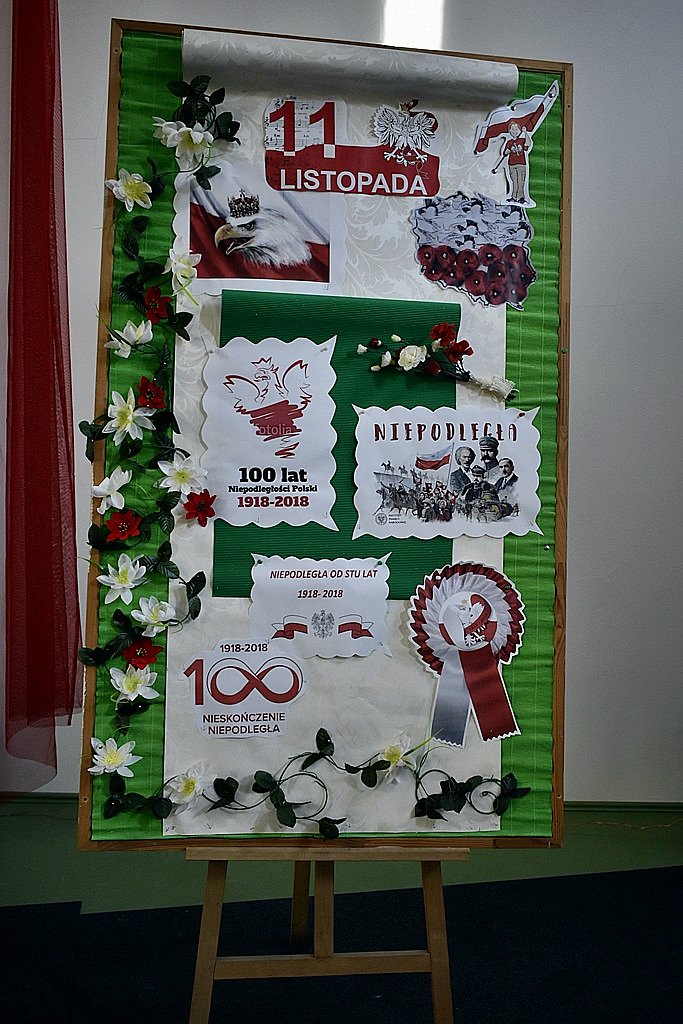 11
LISTOPADA
otolia
100 lat
Niepodległości Polski
1918-2018
NIEPODLEGŁA
NIEPODLEGŁA OD STU LAT
1918- 2018
1918-2018
100
NIESKOŃCZENIE
NIEPODLEGŁA